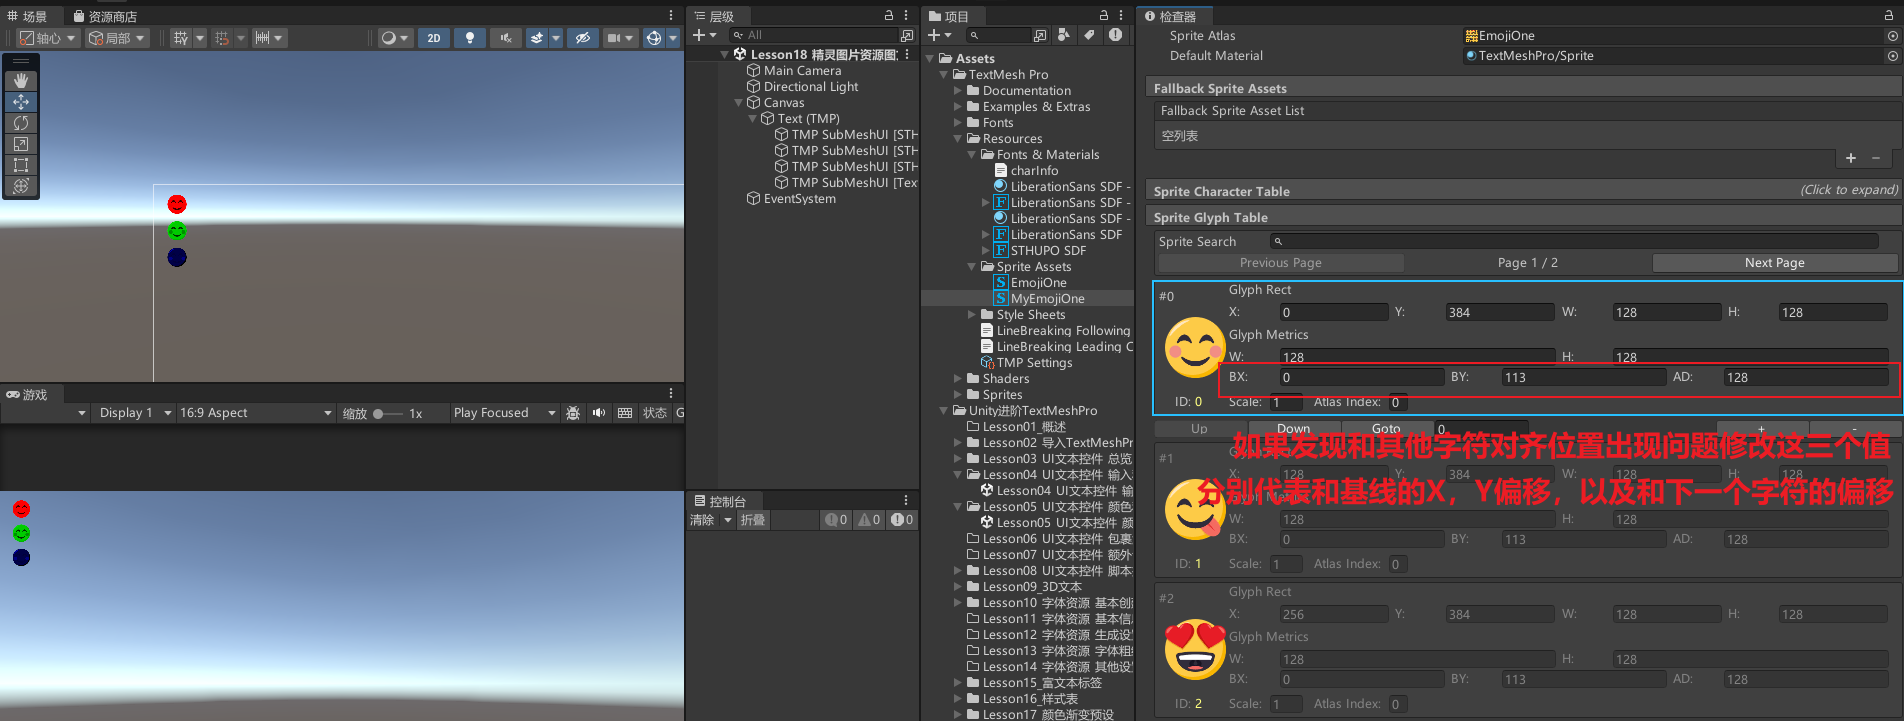 场景
资源商店
轴心
局部
2D
层级
All
Lesson18 精灵图片资源图
Main Camera
Directional Light
Canvas
Text (TMP)
TMP SubMeshUI [STH
TMP SubMeshUI [STH
TMP SubMeshUI [STH
TMP SubMeshUI [Tex
EventSystem
游戏
Display 1
16:9 Aspect
缩放
1x
Play Focused
状态
G
控制台
清除
折叠
0
0
0
项目
Assets
TextMesh Pro
Documentation
Examples & Extras
Fonts
Resources
Fonts & Materials
charInfo
LiberationSans SDF -
LiberationSans SDF -
LiberationSans SDF -
LiberationSans SDF
STHUPO SDF
Sprite Assets
EmojiOne
MyEmojiOne
Style Sheets
LineBreaking Following
LineBreaking Leading C
TMP Settings
Shaders
Sprites
Unity进阶TextMeshPro
Lesson01_概述
Lesson02 导入TextMeshPr
Lesson03 UI文本控件 总览
Lesson04 UI文本控件 输入
Lesson04 UI文本控件 输
Lesson05 UI文本控件 颜色
Lesson05 UI文本控件 颜
Lesson06 UI文本控件 包裹
Lesson07 UI文本控件 额外
Lesson08 UI文本控件 脚本
Lesson09_3D文本
Lesson10 字体资源 基本创建
Lesson11 字体资源 基本信息
Lesson12 字体资源 生成设置
Lesson13 字体资源 字体粗细
Lesson14 字体资源 其他设置
Lesson15_富文本标签
Lesson16_样式表
Lesson17 颜色渐变预设
检查器
Sprite Atlas
EmojiOne
Default Material
TextMeshPro/Sprite
Fallback Sprite Assets
Fallback Sprite Asset List
空列表
Sprite Character Table
(Click to expand)
Sprite Glyph Table
Sprite Search
Previous Page
Page 1 / 2
Next Page
#0
Glyph Rect
X: 0 Y: 384 W: 128 H: 128
Glyph Metrics
W: 128 H: 128
BX: 0 BY: 113 AD: 128
ID: 0 Scale: 1 Atlas Index: 0
Up Down Goto 0 + -
如果发现和其他字符对齐位置出现问题修改这三个值
分别代表和基线的X，Y偏移，以及和下一个字符的偏移
#1
Glyph Rect
X: 128 Y: 384 W: 128 H: 128
Glyph Metrics
W: 128 H: 128
BX: 0 BY: 113 AD: 128
ID: 1 Scale: 1 Atlas Index: 0
#2
Glyph Rect
X: 256 Y: 384 W: 128 H: 128
Glyph Metrics
W: 128 H: 128
BX: 0 BY: 113 AD: 128
ID: 2 Scale: 1 Atlas Index: 0